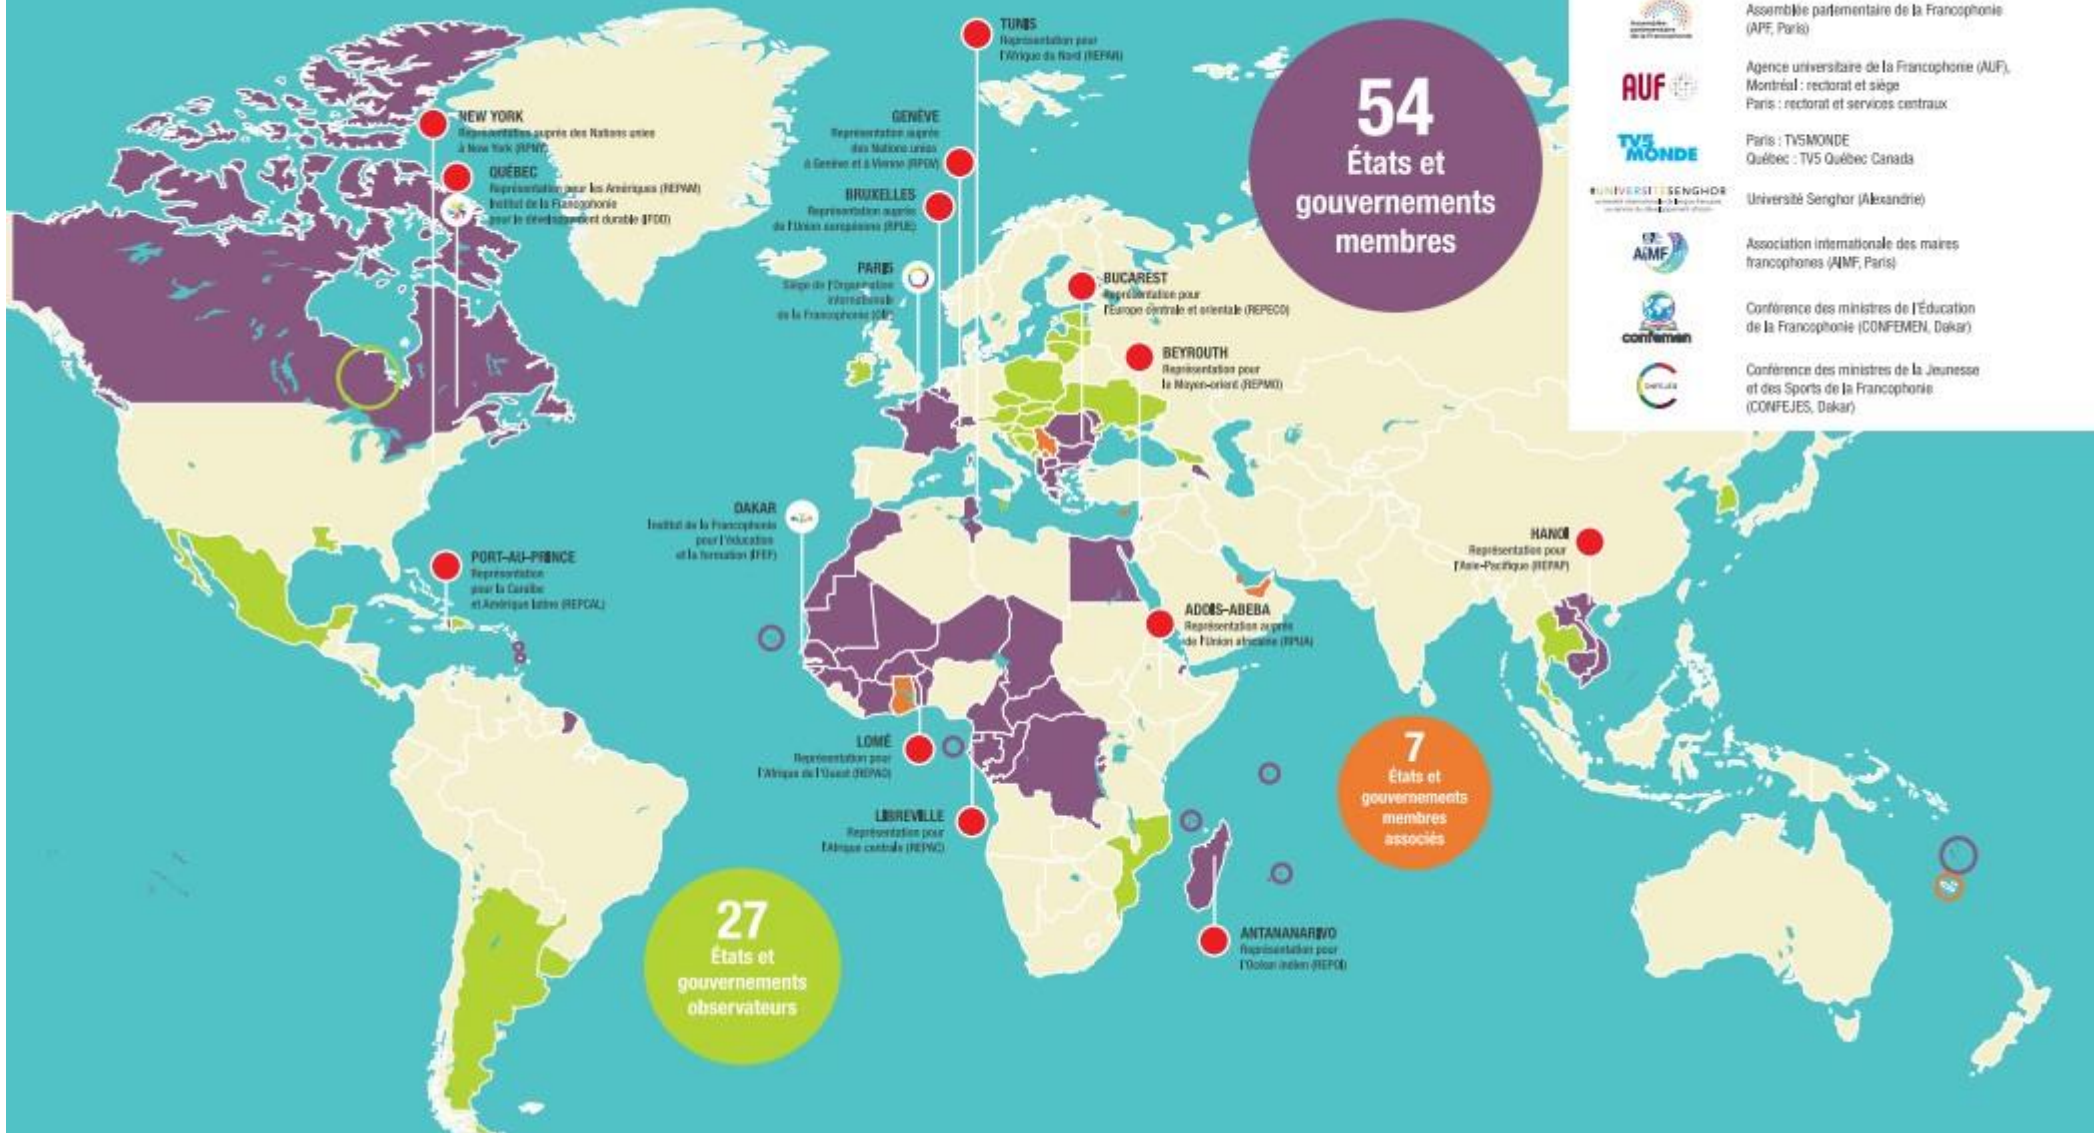 TUNIS
Représentation pour
l'Afrique du Nord (REPAN)
NEW YORK
Représentation auprès des Nations unies
à New York (RPNY)
QUÉBEC
Représentation pour les Amériques (REPAM)
Institut de la Francophonie
pour le développement durable (IFDD)
GENÈVE
Représentation auprès
des Nations unies
à Genève et à Vienne (RPGV)
BRUXELLES
Représentation auprès
de l'Union européenne (RPUE)
PARIS
Siège de l'Organisation
internationale
de la Francophonie (OIF)
BUCAREST
Représentation pour
l'Europe centrale et orientale (REPECO)
BEYROUTH
Représentation pour
le Moyen-orient (REPMO)
54
États et
gouvernements
membres
Assemblée
parlementaire
de la Francophonie
Assemblée parlementaire de la Francophonie
(APF, Paris)
AUF
Agence universitaire de la Francophonie (AUF),
Montréal : rectorat et siège
Paris : rectorat et services centraux
TV5
MONDE
Paris : TV5MONDE
Québec : TV5 Québec Canada
UNIVERSITÉ SENGHOR
Université Senghor (Alexandrie)
AIMF
Association internationale des maires
francophones (AIMF, Paris)
confemen
Conférence des ministres de l'Éducation
de la Francophonie (CONFEMEN, Dakar)
CONFEJES
Conférence des ministres de la Jeunesse
et des Sports de la Francophonie
(CONFEJES, Dakar)
DAKAR
Institut de la Francophonie
pour l'éducation
et la formation (IFEF)
PORT-AU-PRINCE
Représentation
pour la Caraïbe
et Amérique latine (REPCAL)
HANOÏ
Représentation pour
l'Asie-Pacifique (REPAP)
ADDIS-ABEBA
Représentation auprès
de l'Union africaine (RPUA)
LOMÉ
Représentation pour
l'Afrique de l'Ouest (REPAO)
LIBREVILLE
Représentation pour
l'Afrique centrale (REPAC)
7
États et
gouvernements
membres
associés
27
États et
gouvernements
observateurs
ANTANANARIVO
Représentation pour
l'Océan indien (REPOI)